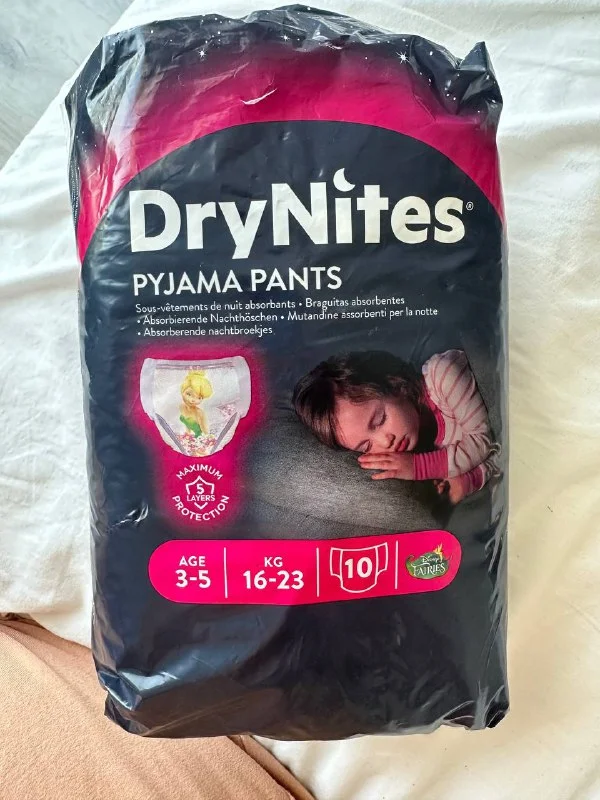 DryNites®
PYJAMA PANTS
Sous-vêtements de nuit absorbants • Braguitas absorbentes
• Absorbierende Nachthöschen • Mutandine assorbenti per la notte
• Absorberende nachtbroekjes
MAXIMUM
5
LAYERS
PROTECTION
AGE
3-5
KG
16-23
10
Disney
FAIRIES